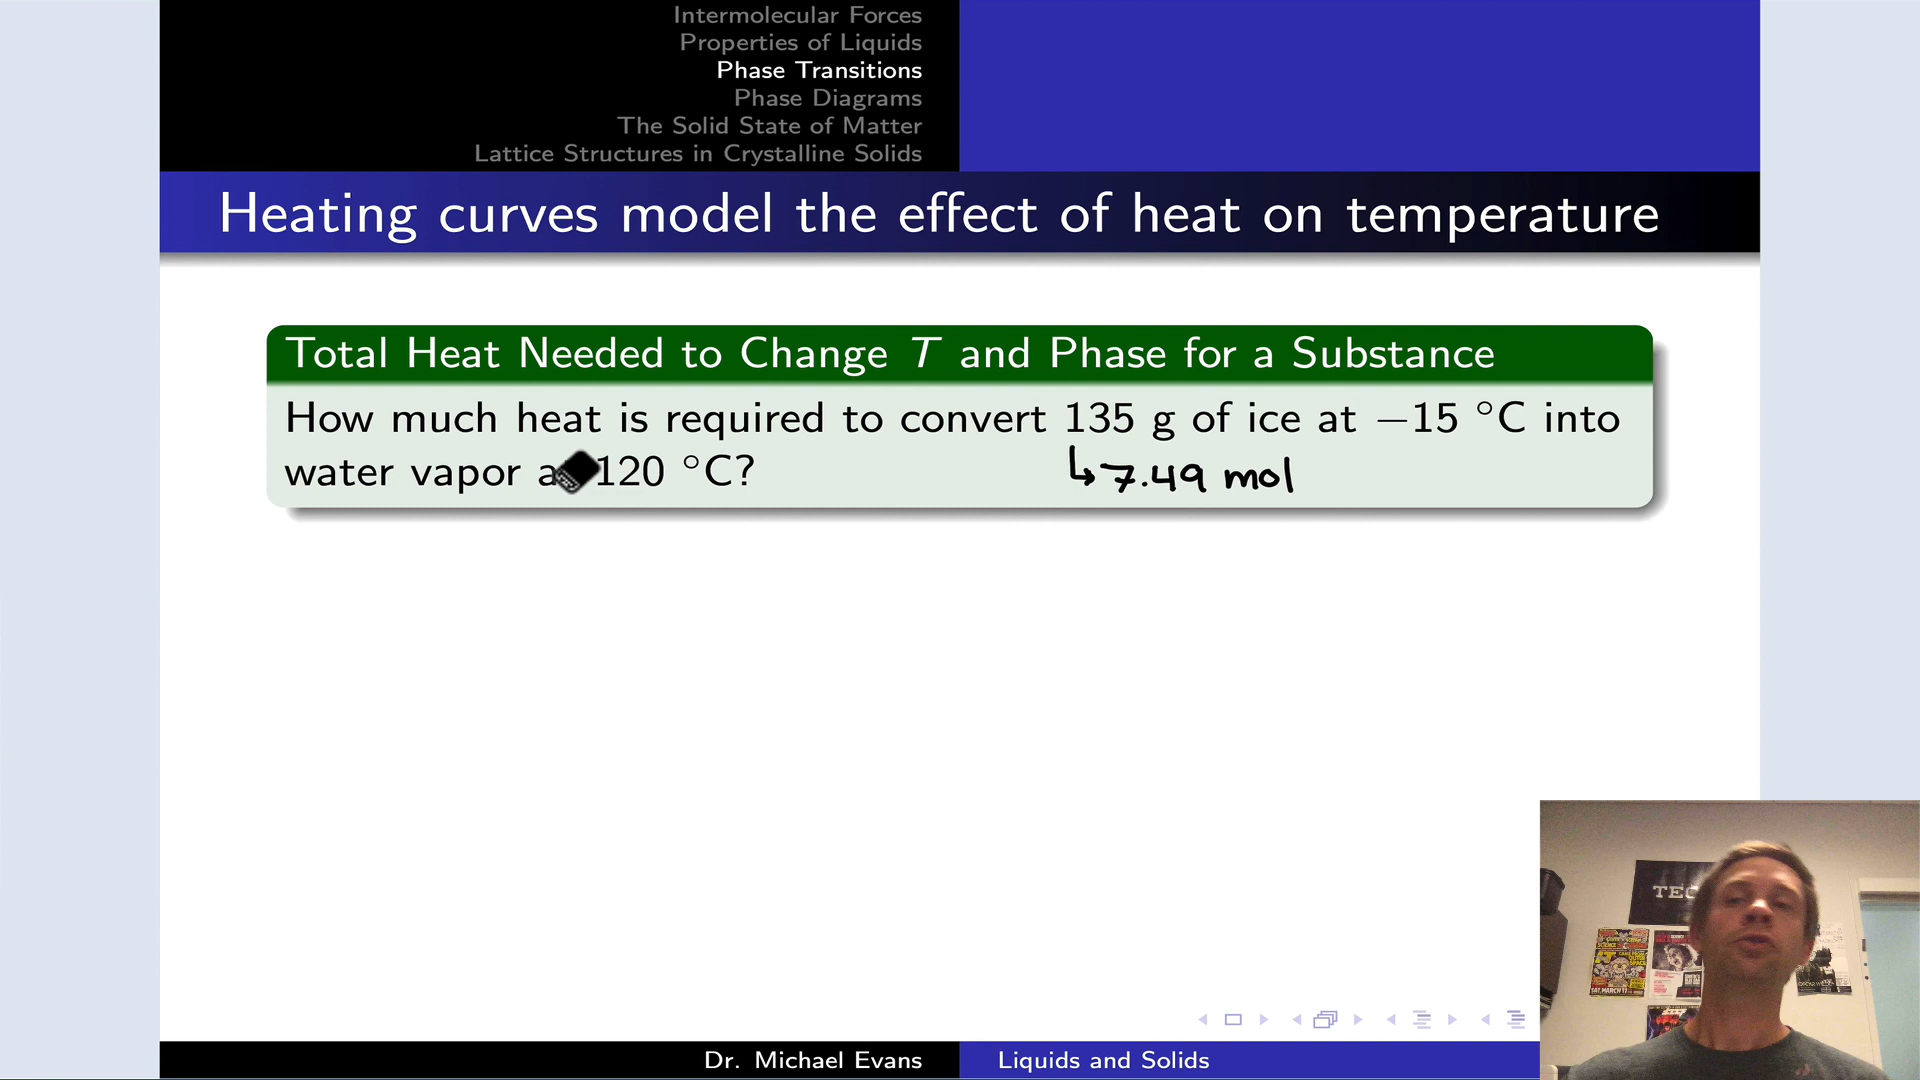 Intermolecular Forces
Properties of Liquids
Phase Transitions
Phase Diagrams
The Solid State of Matter
Lattice Structures in Crystalline Solids
Heating curves model the effect of heat on temperature
Total Heat Needed to Change T and Phase for a Substance
How much heat is required to convert 135 g of ice at −15 °C into
water vapor 120 °C?
↳7.49 mol
Dr. Michael Evans
Liquids and Solids